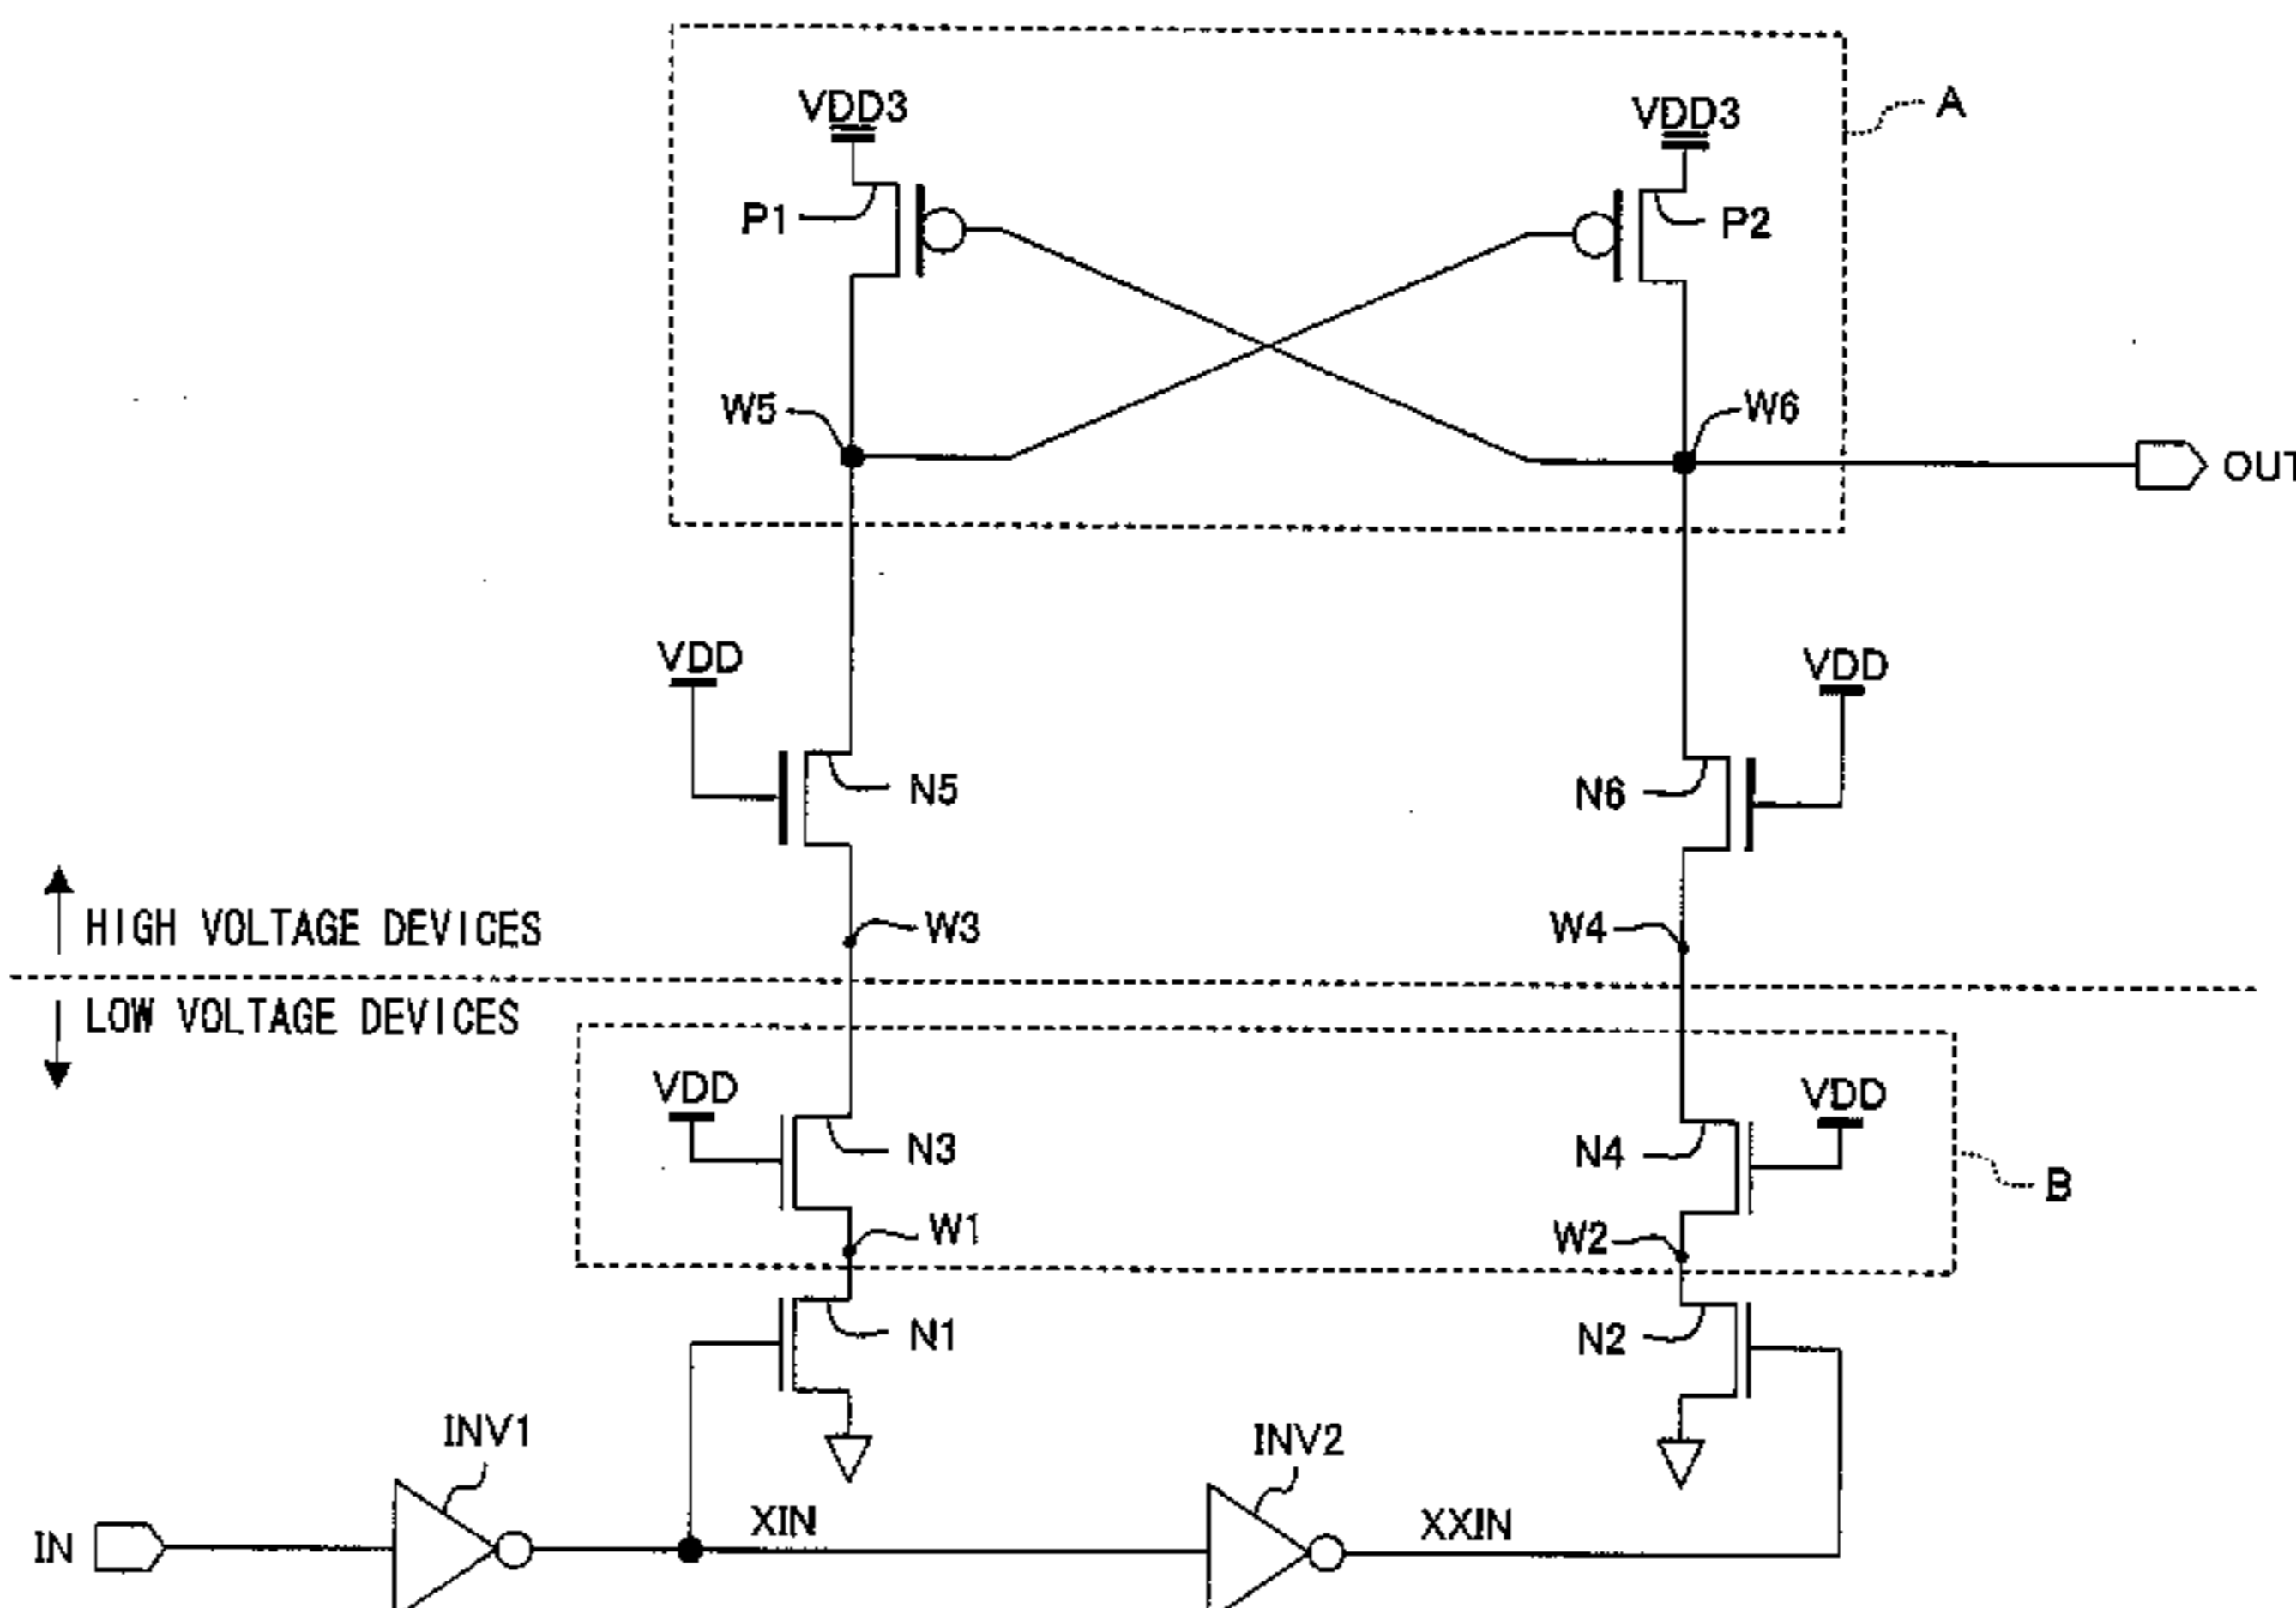 VDD3
VDD3
A
P1
P2
W5
W6
OUT
VDD
VDD
N5
N6
HIGH VOLTAGE DEVICES
W3
W4
LOW VOLTAGE DEVICES
VDD
VDD
N3
N4
B
W1
W2
N1
N2
INV1
INV2
IN
XIN
XXIN